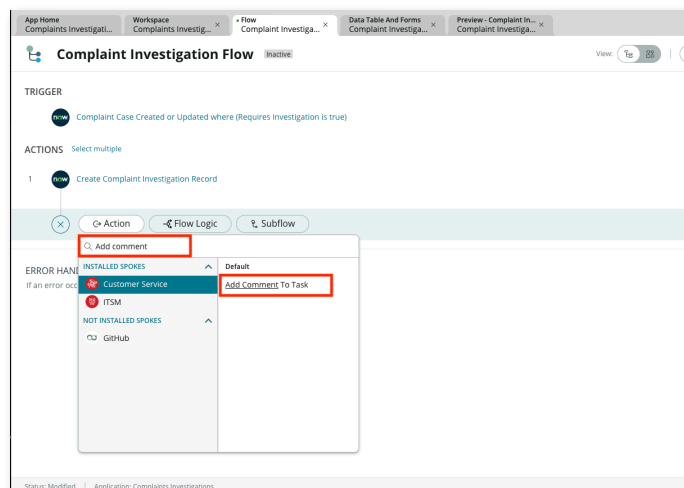 App Home
Complaints Investigati...
Workspace
Complaints Investig... ×
• Flow
Complaint Investiga... ×
Data Table And Forms
Complaint Investiga... ×
Preview - Complaint In...
Complaint Investiga... ×
Complaint Investigation Flow Inactive
View:
TRIGGER
now Complaint Case Created or Updated where (Requires Investigation is true)
ACTIONS Select multiple
1 now Create Complaint Investigation Record
Action Flow Logic Subflow
Add comment
INSTALLED SPOKES Default
Customer Service Add Comment To Task
ITSM
NOT INSTALLED SPOKES
GitHub
ERROR HAN
If an error occ
Status: Modified | Application: Complaints Investigations